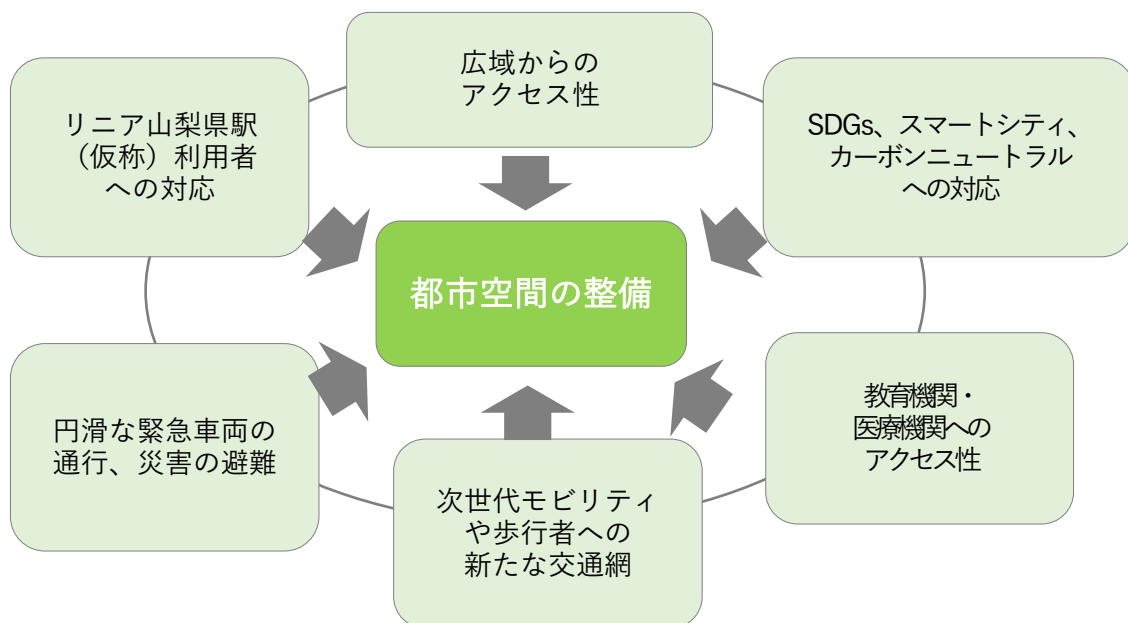 広域からの
アクセス性
リニア山梨県駅
（仮称）利用者
への対応
SDGs、スマートシティ、
カーボンニュートラル
への対応
都市空間の整備
円滑な緊急車両の
通行、災害の避難
教育機関・
医療機関への
アクセス性
次世代モビリティ
や歩行者への
新たな交通網